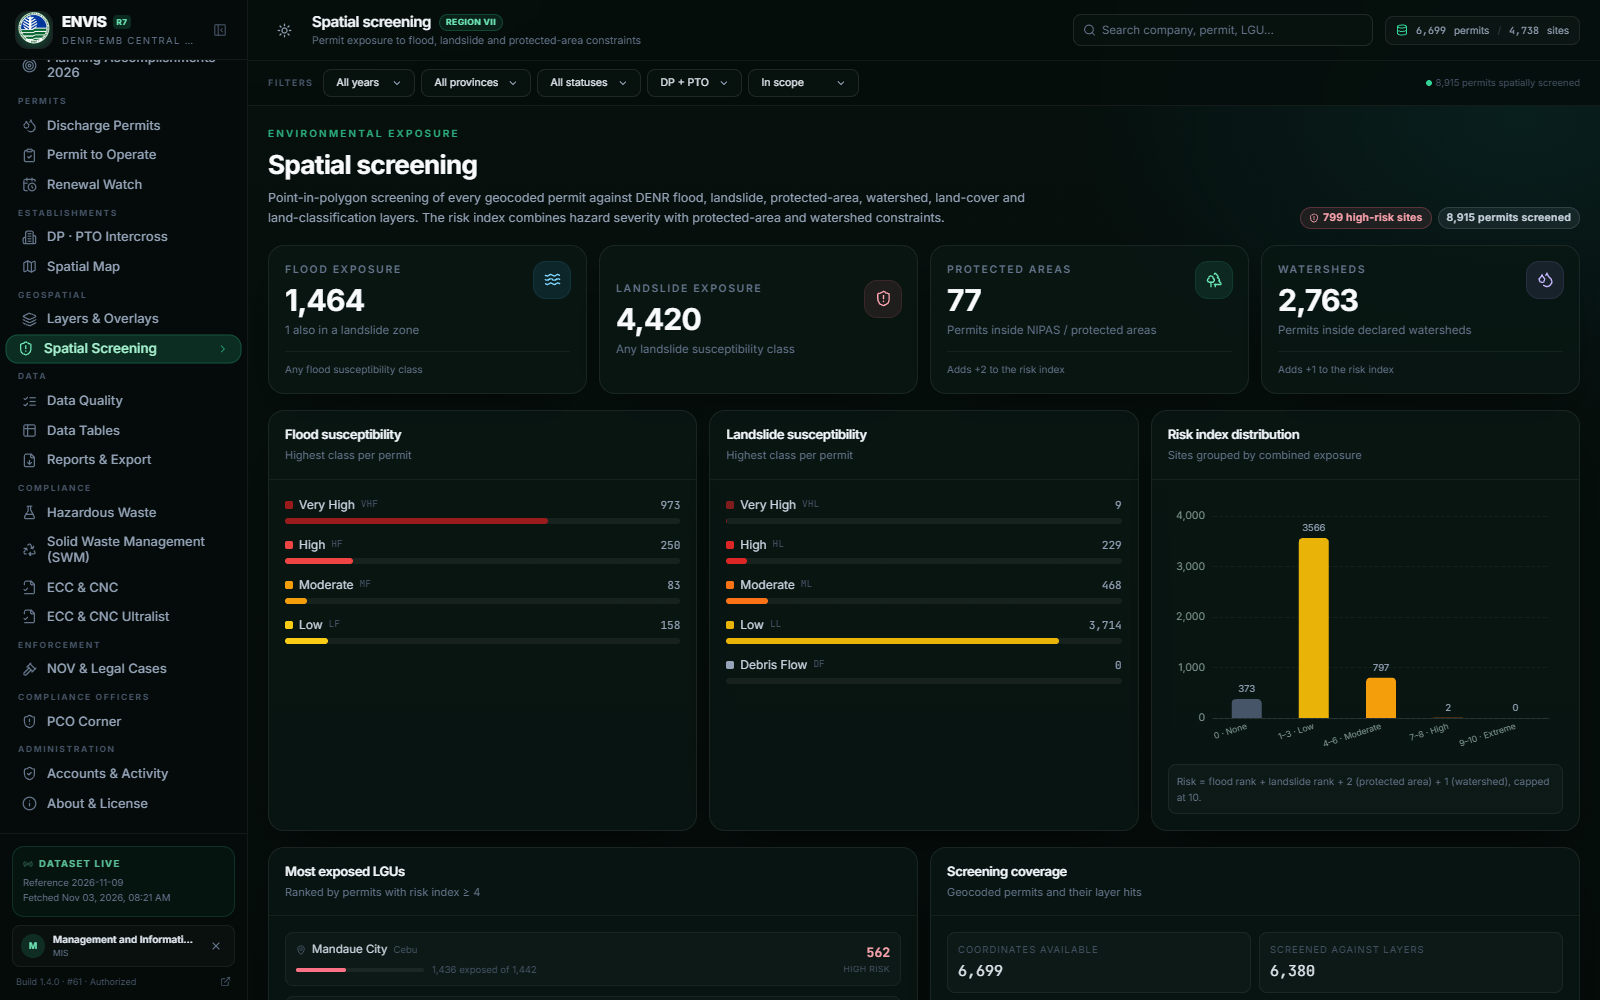 ENVIS R7
DENR-EMB CENTRAL ...
Planning Accomplishments
2026
PERMITS
Discharge Permits
Permit to Operate
Renewal Watch
ESTABLISHMENTS
DP · PTO Intercross
Spatial Map
GEOSPATIAL
Layers & Overlays
Spatial Screening
DATA
Data Quality
Data Tables
Reports & Export
COMPLIANCE
Hazardous Waste
Solid Waste Management
(SWM)
ECC & CNC
ECC & CNC Ultralist
ENFORCEMENT
NOV & Legal Cases
COMPLIANCE OFFICERS
PCO Corner
ADMINISTRATION
Accounts & Activity
About & License
DATASET LIVE
Reference 2026-11-09
Fetched Nov 03, 2026, 08:21 AM
M
Management and Informati...
MIS
Build 1.4.0 · #61 · Authorized
Spatial screening REGION VII
Permit exposure to flood, landslide and protected-area constraints
Search company, permit, LGU...
6,699 permits / 4,738 sites
FILTERS All years All provinces All statuses DP + PTO In scope
8,915 permits spatially screened
ENVIRONMENTAL EXPOSURE
Spatial screening
Point-in-polygon screening of every geocoded permit against DENR flood, landslide, protected-area, watershed, land-cover and
land-classification layers. The risk index combines hazard severity with protected-area and watershed constraints.
799 high-risk sites 8,915 permits screened
FLOOD EXPOSURE
1,464
1 also in a landslide zone
Any flood susceptibility class
LANDSLIDE EXPOSURE
4,420
Any landslide susceptibility class
PROTECTED AREAS
77
Permits inside NIPAS / protected areas
Adds +2 to the risk index
WATERSHEDS
2,763
Permits inside declared watersheds
Adds +1 to the risk index
Flood susceptibility
Highest class per permit
Very High VHF 973
High HF 250
Moderate MF 83
Low LF 158
Landslide susceptibility
Highest class per permit
Very High VHL 9
High HL 229
Moderate ML 468
Low LL 3,714
Debris Flow DF 0
Risk index distribution
Sites grouped by combined exposure
4,000
3,000
2,000
1,000
0
373
3566
797
2
0
0 · None
1–3 · Low
4–6 · Moderate
7–8 · High
9–10 · Extreme
Risk = flood rank + landslide rank + 2 (protected area) + 1 (watershed), capped
at 10.
Most exposed LGUs
Ranked by permits with risk index ≥ 4
Mandaue City Cebu
562
1,436 exposed of 1,442
HIGH RISK
Screening coverage
Geocoded permits and their layer hits
COORDINATES AVAILABLE
6,699
SCREENED AGAINST LAYERS
6,380